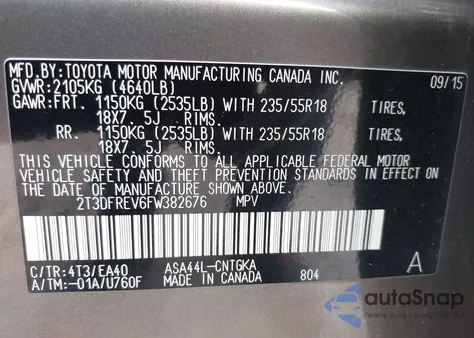 MFD.BY:TOYOTA MOTOR MANUFACTURING CANADA INC. 09/15
GVWR:2105KG (4640LB)
GAWR:FRT. 1150KG (2535LB) WITH 235/55R18 TIRES,
18X7.5J RIMS.
RR. 1150KG (2535LB) WITH 235/55R18 TIRES,
18X7.5J RIMS.
THIS VEHICLE CONFORMS TO ALL APPLICABLE FEDERAL MOTOR
VEHICLE SAFETY AND THEFT PREVENTION STANDARDS IN EFFECT
ON THE DATE OF MANUFACTURE SHOWN ABOVE.
2T3DFREV6FW382676 MPV
C/TR:4T3/EA40 ASA44L-CNTGKA A
A/TM:-01A/U760F MADE IN CANADA 804
autoSnap